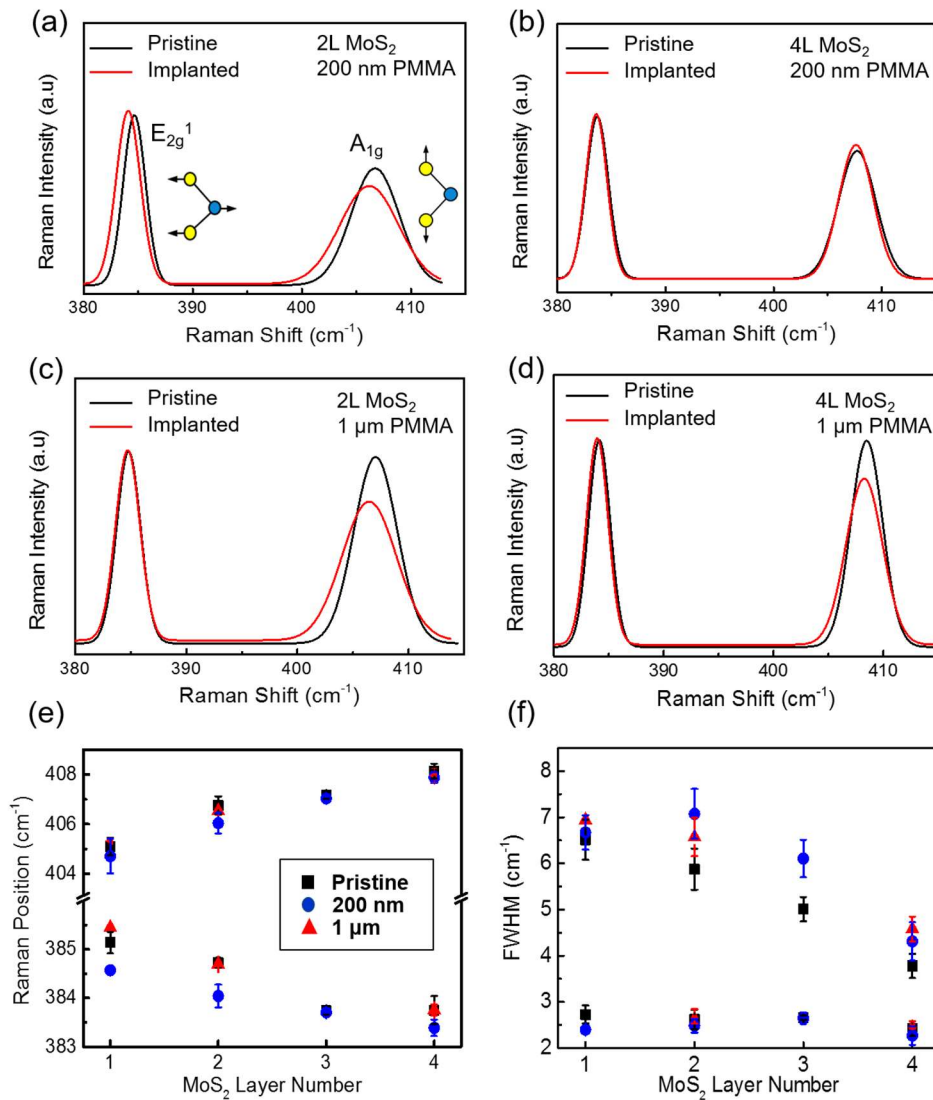 (a)
Pristine
Implanted
2L MoS₂
200 nm PMMA
E₂g¹
A₁g
Raman Intensity (a.u)
380 390 400 410
Raman Shift (cm⁻¹)
(b)
Pristine
Implanted
4L MoS₂
200 nm PMMA
Raman Intensity (a.u)
380 390 400 410
Raman Shift (cm⁻¹)
(c)
Pristine
Implanted
2L MoS₂
1 µm PMMA
Raman Intensity (a.u)
380 390 400 410
Raman Shift (cm⁻¹)
(d)
Pristine
Implanted
4L MoS₂
1 µm PMMA
Raman Intensity (a.u)
380 390 400 410
Raman Shift (cm⁻¹)
(e)
Raman Position (cm⁻¹)
408
406
404
385
384
383
Pristine
200 nm
1 µm
1 2 3 4
MoS₂ Layer Number
(f)
FWHM (cm⁻¹)
8
7
6
5
4
3
2
1 2 3 4
MoS₂ Layer Number